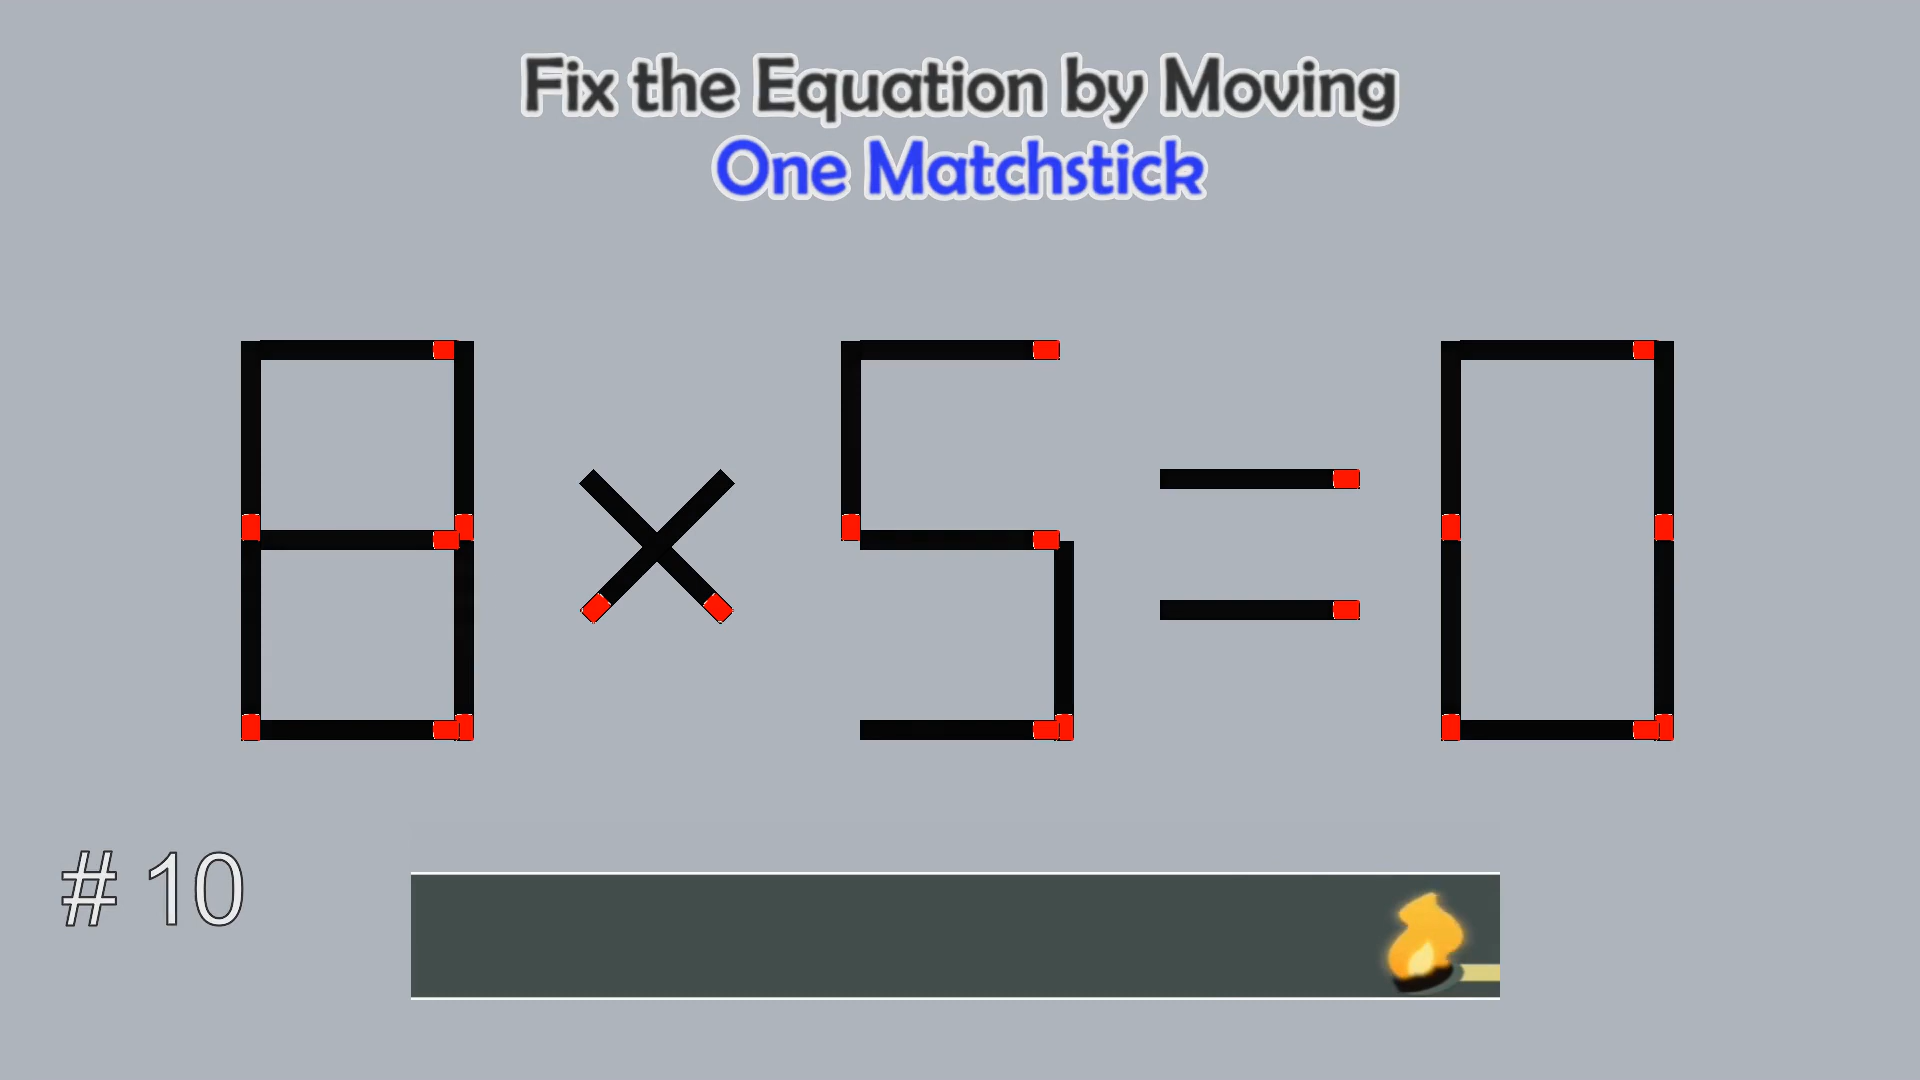 Fix the Equation by Moving
One Matchstick
8 × 5 = 0
# 10